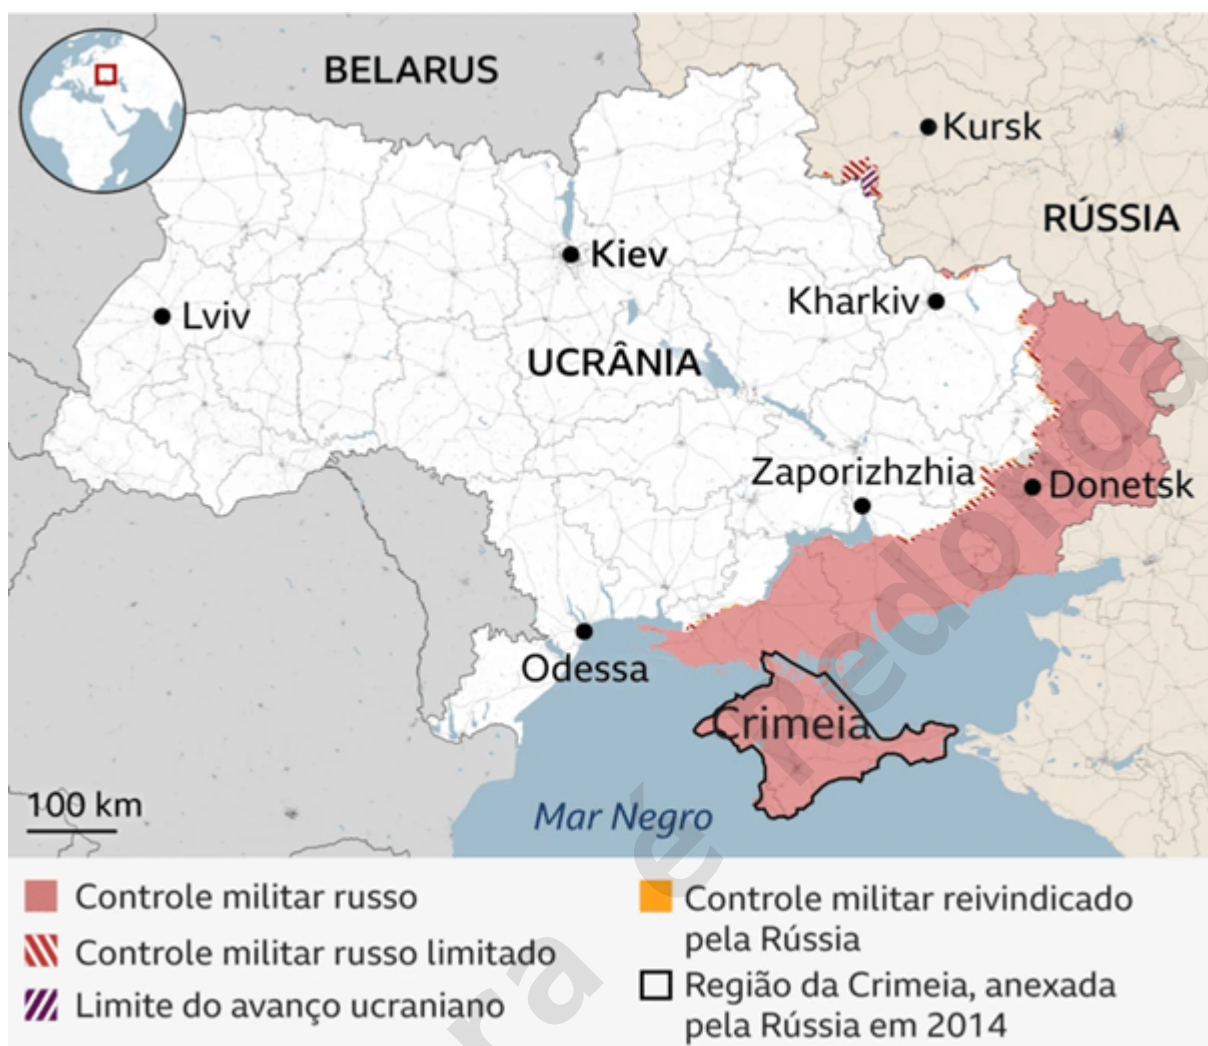 BELARUS
Kursk
RÚSSIA
Kiev
Kharkiv
Lviv
UCRÂNIA
Zaporizhzhia
Donetsk
Odessa
Crimeia
100 km
Mar Negro
Controle militar russo
Controle militar russo limitado
Limite do avanço ucraniano
Controle militar reivindicado
pela Rússia
Região da Crimeia, anexada
pela Rússia em 2014
ra é Redonda